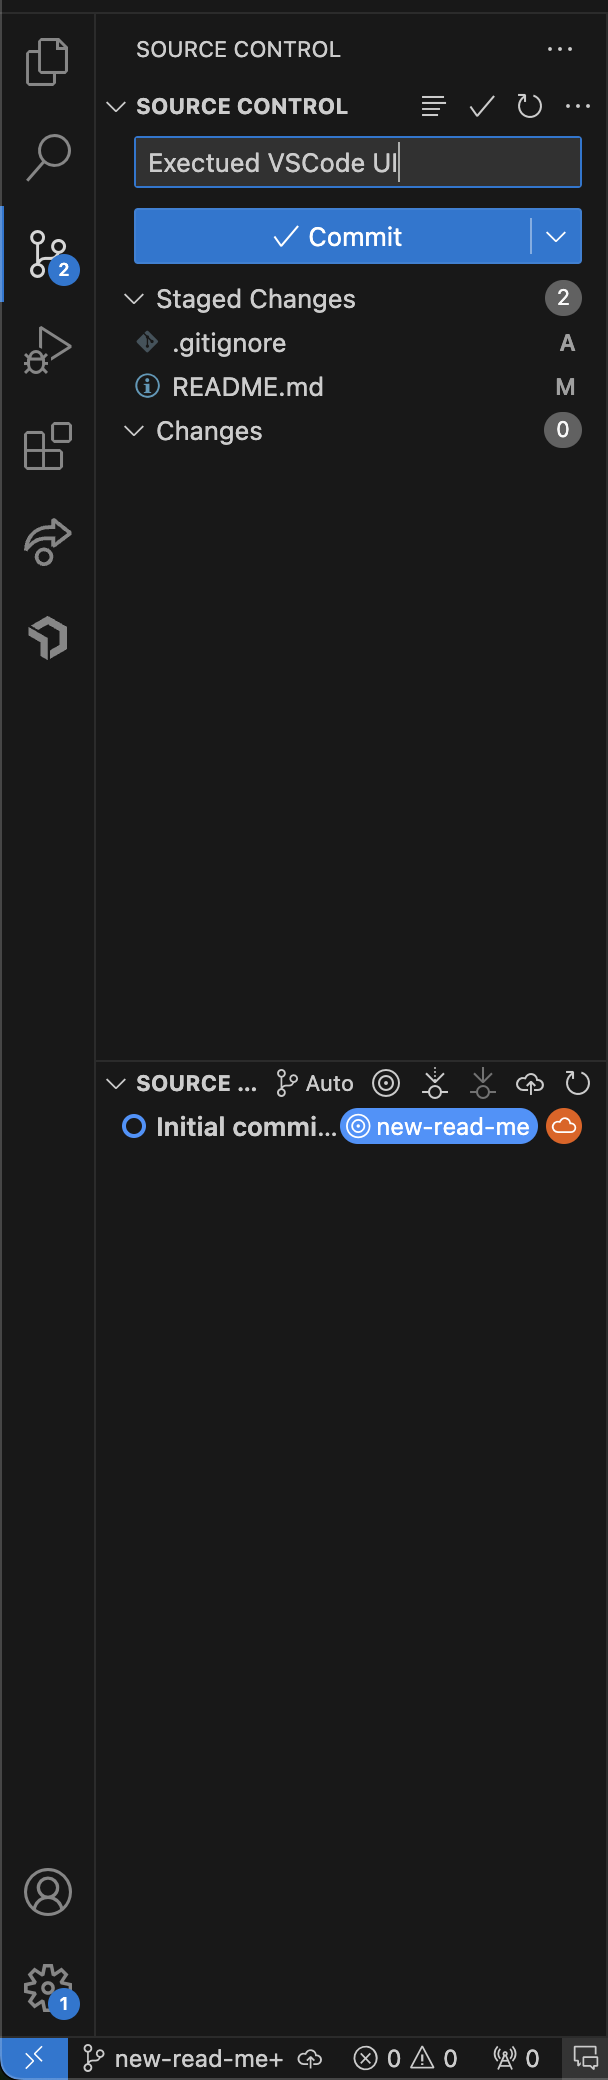 SOURCE CONTROL
SOURCE CONTROL
Exectued VSCode UI
Commit
2
Staged Changes 2
.gitignore A
README.md M
Changes 0
SOURCE ... Auto
Initial commi... new-read-me
1
new-read-me+ 0 0 0